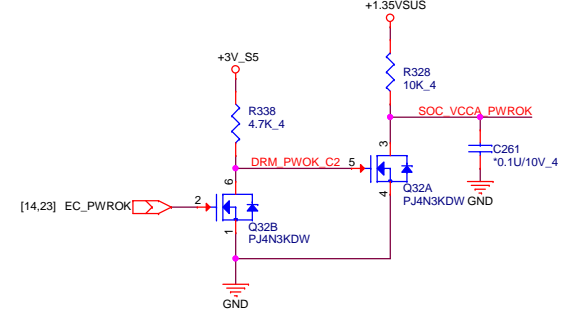 +1.35VSUS
+3V_S5
R328
10K_4
R338
4.7K_4
SOC_VCCA_PWROK
3
C261
*0.1U/10V_4
DRM_PWOK_C2
5
6
Q32A
PJ4N3KDW
4
GND
[14,23] EC_PWROK
2
Q32B
PJ4N3KDW
1
GND